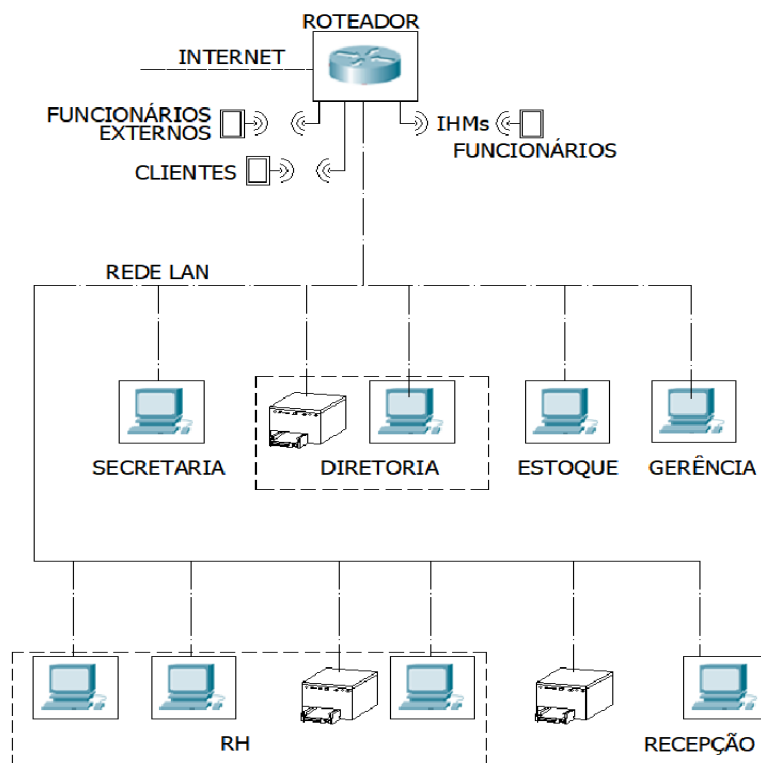 ROTEADOR
INTERNET
FUNCIONÁRIOS
EXTERNOS
IHMs
FUNCIONÁRIOS
CLIENTES
REDE LAN
SECRETARIA
DIRETORIA
ESTOQUE
GERÊNCIA
RH
RECEPÇÃO